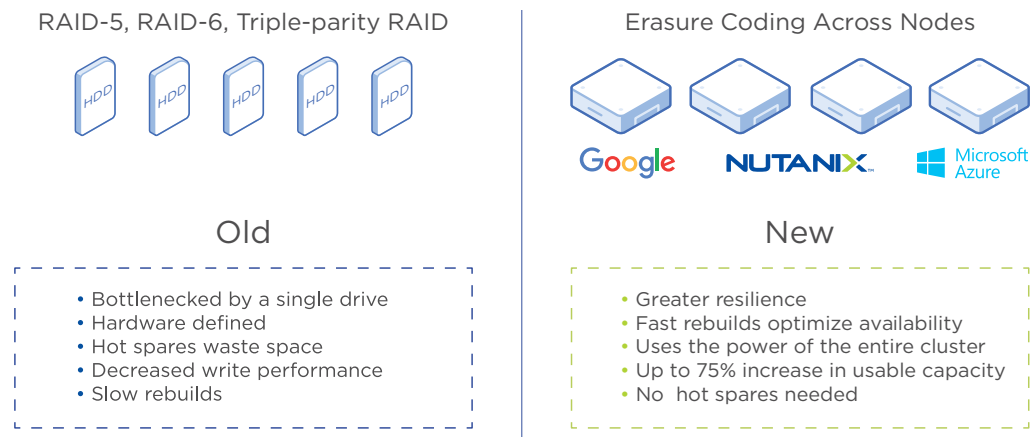 RAID-5, RAID-6, Triple-parity RAID
HDD
HDD
HDD
HDD
HDD
Old
• Bottlenecked by a single drive
• Hardware defined
• Hot spares waste space
• Decreased write performance
• Slow rebuilds
Erasure Coding Across Nodes
Google
NUTANIX™
Microsoft
Azure
New
• Greater resilience
• Fast rebuilds optimize availability
• Uses the power of the entire cluster
• Up to 75% increase in usable capacity
• No hot spares needed